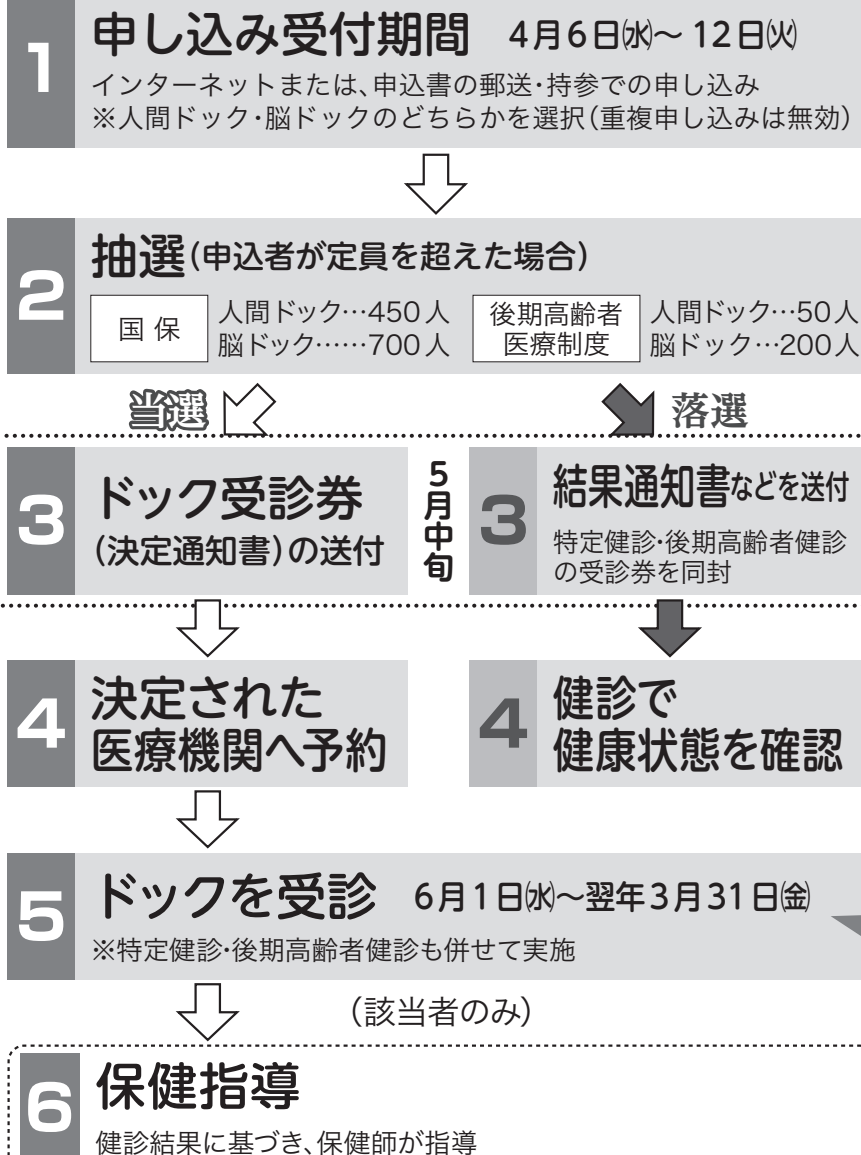 1 申し込み受付期間 4月6日㈬～12日㈫
インターネットまたは、申込書の郵送・持参での申し込み
※人間ドック・脳ドックのどちらかを選択(重複申し込みは無効)
2 抽選(申込者が定員を超えた場合)
国保
人間ドック…450人
脳ドック……700人
後期高齢者
医療制度
人間ドック…50人
脳ドック…200人
当選
落選
3 ドック受診券
(決定通知書)の送付
5月中旬
3 結果通知書などを送付
特定健診・後期高齢者健診
の受診券を同封
4 決定された
医療機関へ予約
4 健診で
健康状態を確認
5 ドックを受診 6月1日㈬～翌年3月31日㈮
※特定健診・後期高齢者健診も併せて実施
(該当者のみ)
6 保健指導
健診結果に基づき、保健師が指導